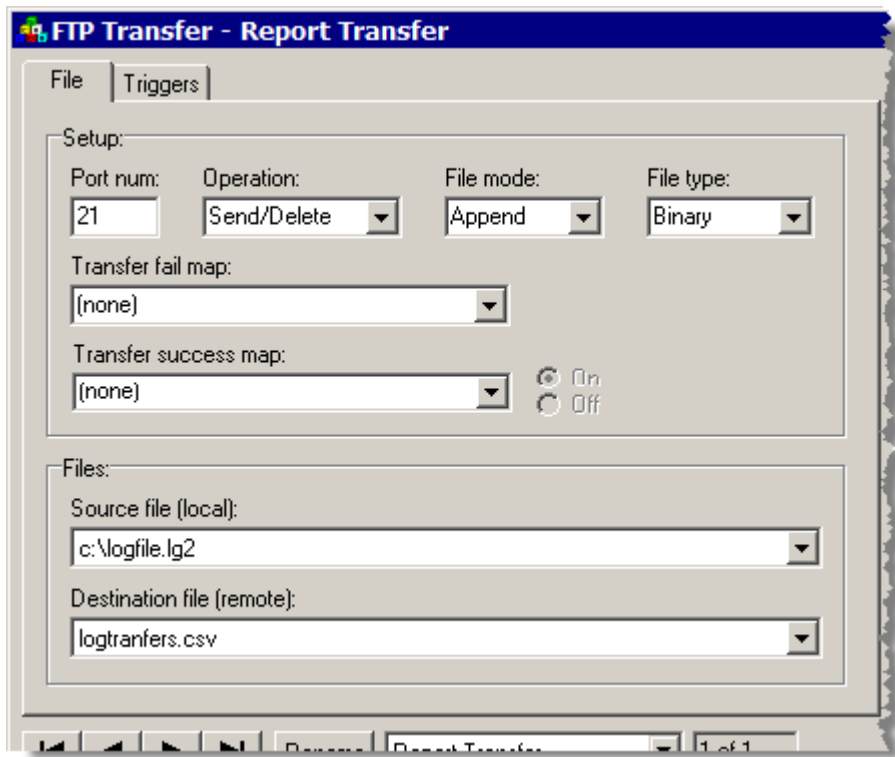 FTP Transfer - Report Transfer
File Triggers
Setup:
Port num: Operation: File mode: File type:
21 Send/Delete Append Binary
Transfer fail map:
(none)
Transfer success map:
(none)
On
Off
Files:
Source file (local):
c:\logfile.lg2
Destination file (remote):
logtranfers.csv
Rename Report Transfer 1 of 1